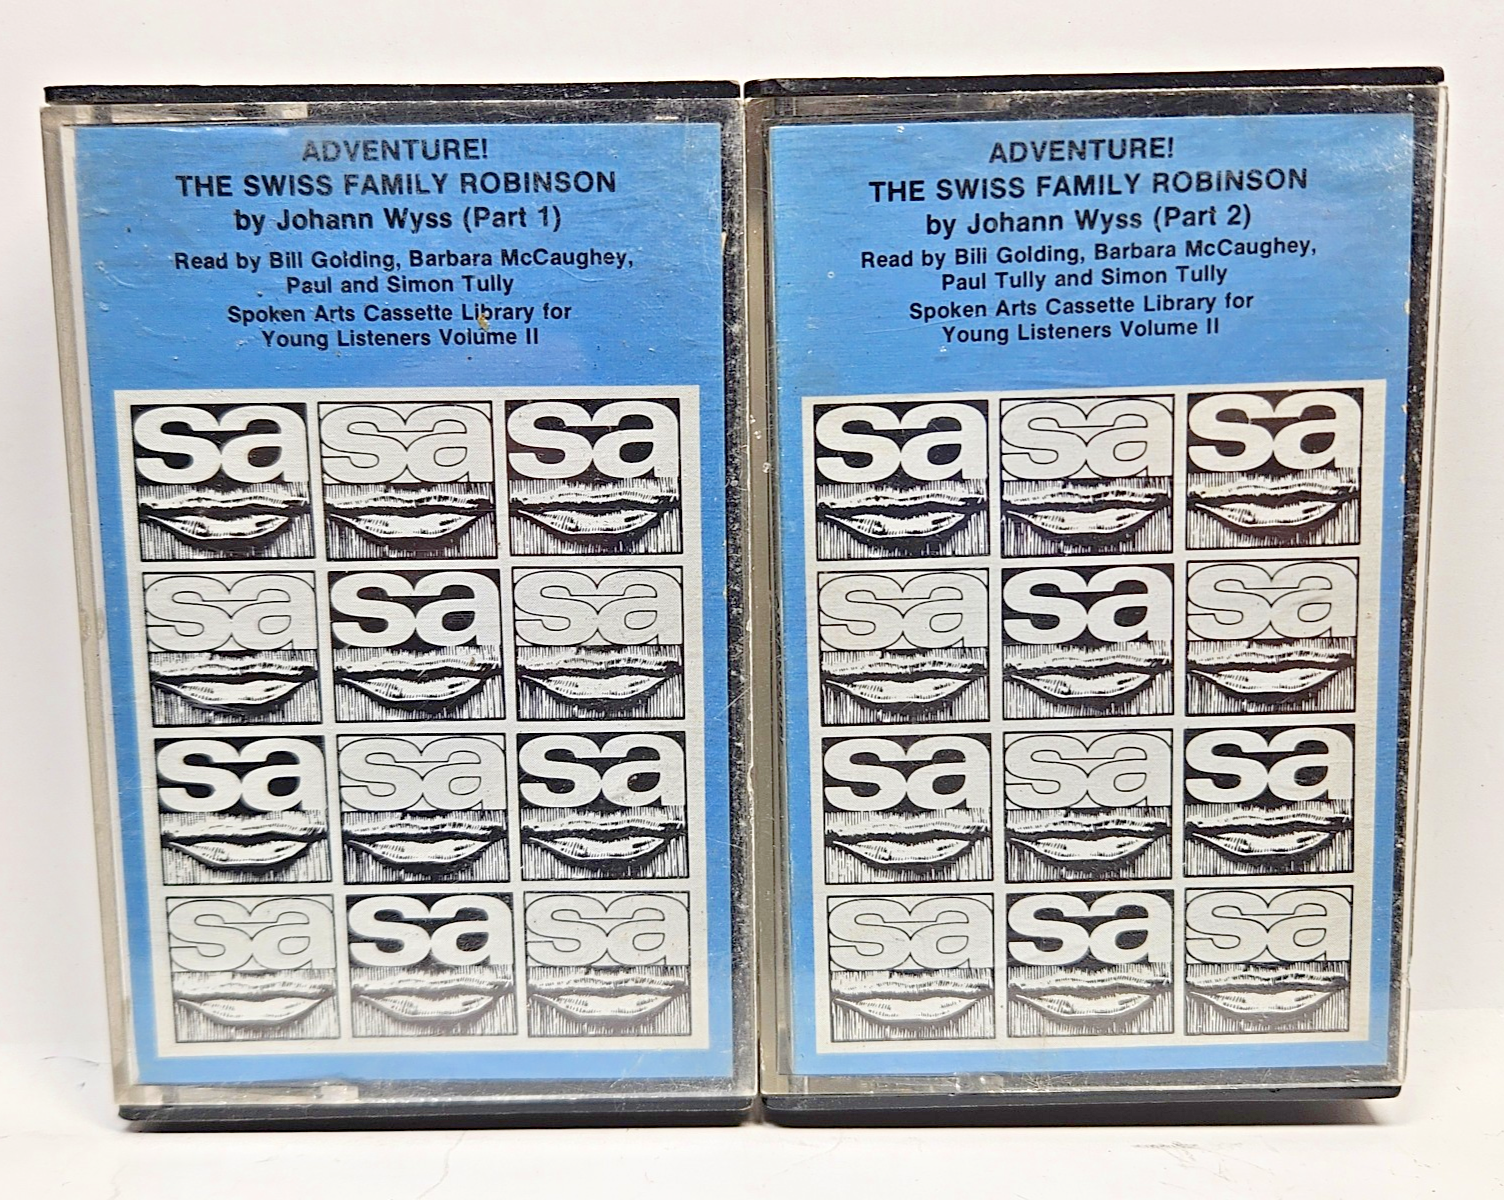 ADVENTURE!
THE SWISS FAMILY ROBINSON
by Johann Wyss (Part 1)
Read by Bill Golding, Barbara McCaughey,
Paul and Simon Tully
Spoken Arts Cassette Library for
Young Listeners Volume II
sa sa sa
sa sa sa
sa sa sa
sa sa sa
ADVENTURE!
THE SWISS FAMILY ROBINSON
by Johann Wyss (Part 2)
Read by Bill Golding, Barbara McCaughey,
Paul Tully and Simon Tully
Spoken Arts Cassette Library for
Young Listeners Volume II
sa sa sa
sa sa sa
sa sa sa
sa sa sa